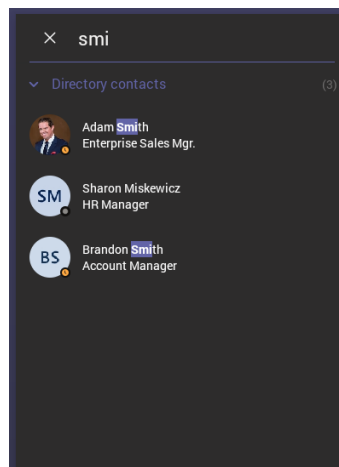 smi
Directory contacts (3)
Adam Smith
Enterprise Sales Mgr.
SM
Sharon Miskewicz
HR Manager
BS
Brandon Smith
Account Manager